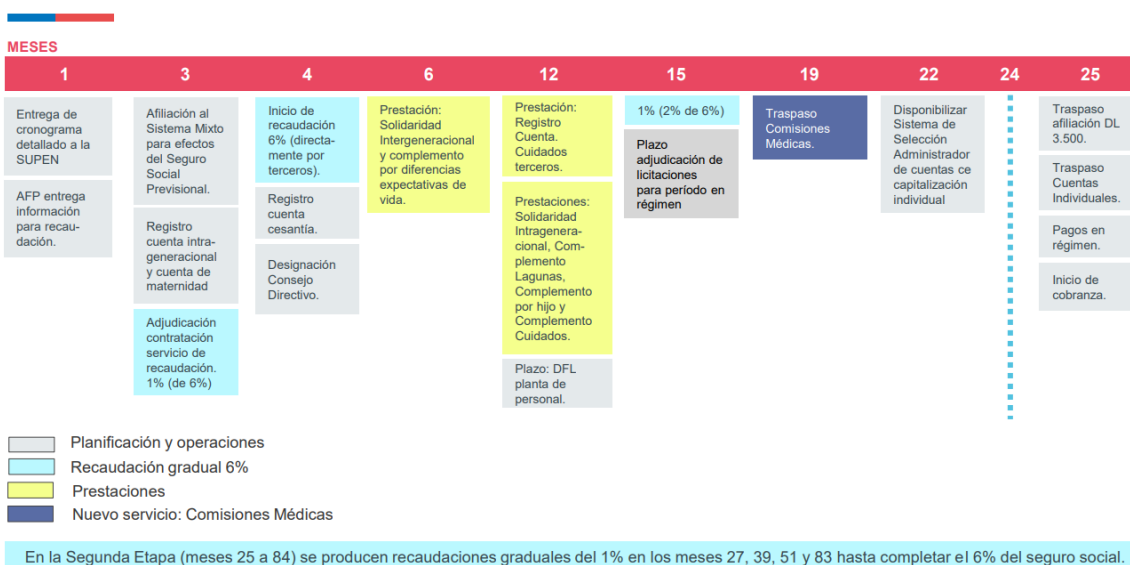 MESES
1
3
4
6
12
15
19
22
24
25
Entrega de
cronograma
detallado a la
SUPEN
AFP entrega
información
para recau-
dación.
Afiliación al
Sistema Mixto
para efectos
del Seguro
Social
Previsional.
Registro
cuenta intra-
generacional
y cuenta de
maternidad
Adjudicación
contratación
servicio de
recaudación.
1% (de 6%)
Inicio de
recaudación
6% (directa-
mente por
terceros).
Registro
cuenta
cesantía.
Designación
Consejo
Directivo.
Prestación:
Solidaridad
Intergeneracional
y complemento
por diferencias
expectativas de
vida.
Prestación:
Registro
Cuenta.
Cuidados
terceros.
Prestaciones:
Solidaridad
Intragenera-
cional, Com-
plemento
Lagunas,
Complemento
por hijo y
Complemento
Cuidados.
Plazo: DFL
planta de
personal.
1% (2% de 6%)
Plazo
adjudicación de
licitaciones
para período en
régimen
Traspaso
Comisiones
Médicas.
Disponibilizar
Sistema de
Selección
Administrador
de cuentas ce
capitalización
individual
Traspaso
afiliación DL
3.500.
Traspaso
Cuentas
Individuales.
Pagos en
régimen.
Inicio de
cobranza.
Planificación y operaciones
Recaudación gradual 6%
Prestaciones
Nuevo servicio: Comisiones Médicas
En la Segunda Etapa (meses 25 a 84) se producen recaudaciones graduales del 1% en los meses 27, 39, 51 y 83 hasta completar el 6% del seguro social.